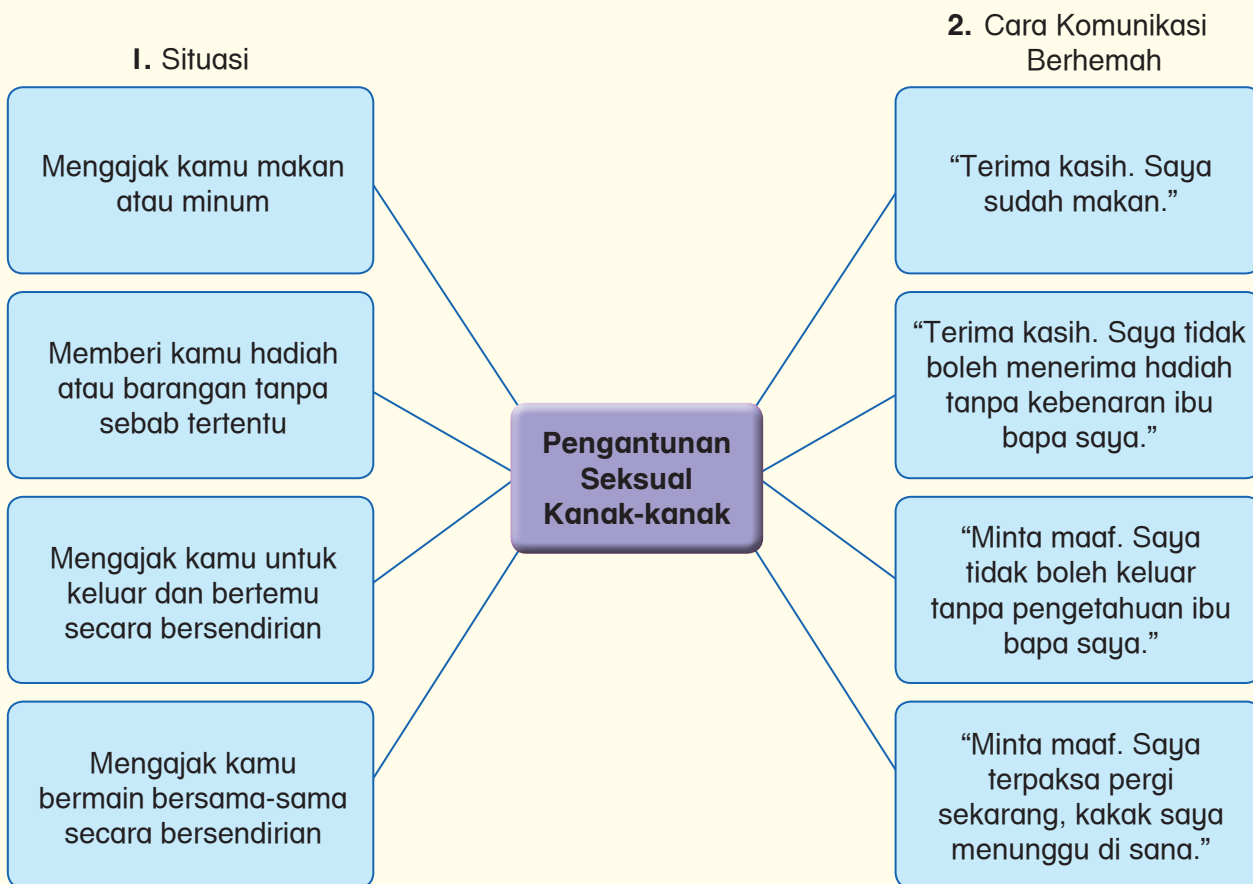 1. Situasi
Mengajak kamu makan
atau minum
Memberi kamu hadiah
atau barangan tanpa
sebab tertentu
Mengajak kamu untuk
keluar dan bertemu
secara bersendirian
Mengajak kamu
bermain bersama-sama
secara bersendirian
Pengantunan
Seksual
Kanak-kanak
2. Cara Komunikasi
Berhemah
“Terima kasih. Saya
sudah makan.”
“Terima kasih. Saya tidak
boleh menerima hadiah
tanpa kebenaran ibu
bapa saya.”
“Minta maaf. Saya
tidak boleh keluar
tanpa pengetahuan ibu
bapa saya.”
“Minta maaf. Saya
terpaksa pergi
sekarang, kakak saya
menunggu di sana.”